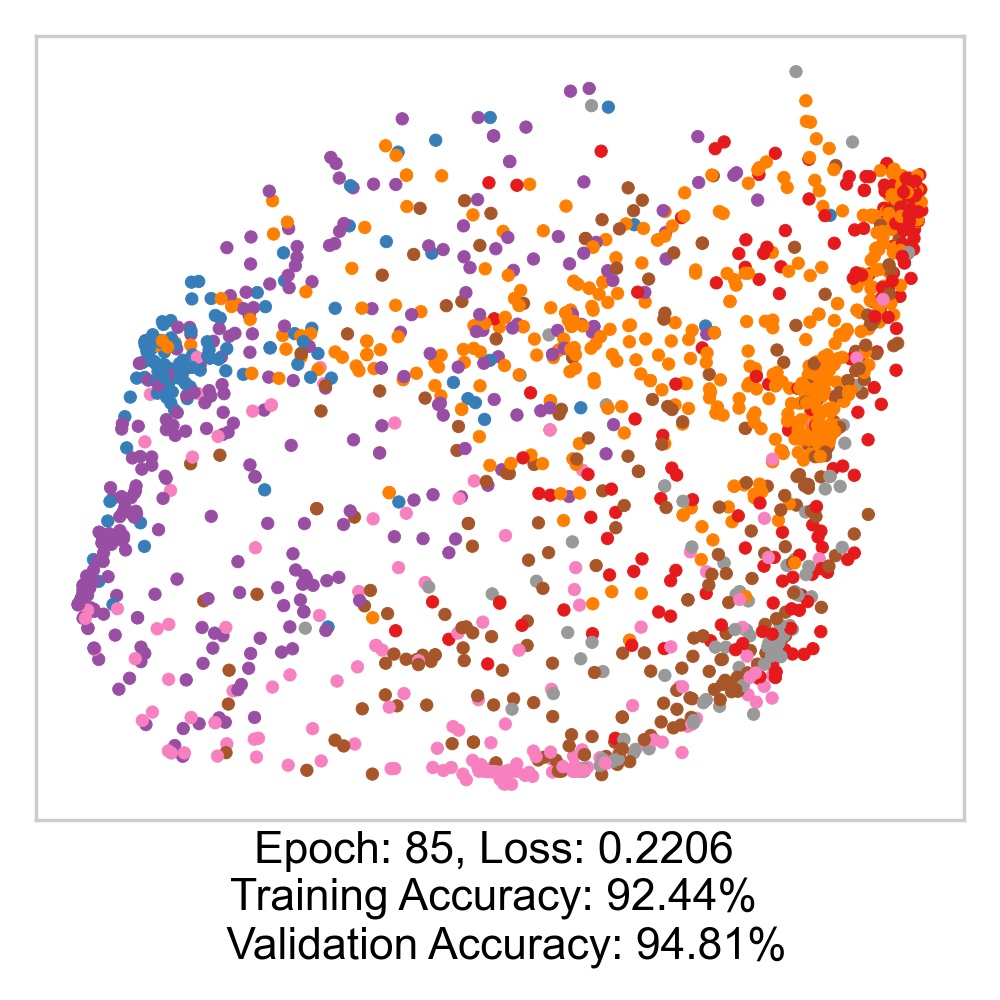 Epoch: 85, Loss: 0.2206
Training Accuracy: 92.44%
Validation Accuracy: 94.81%